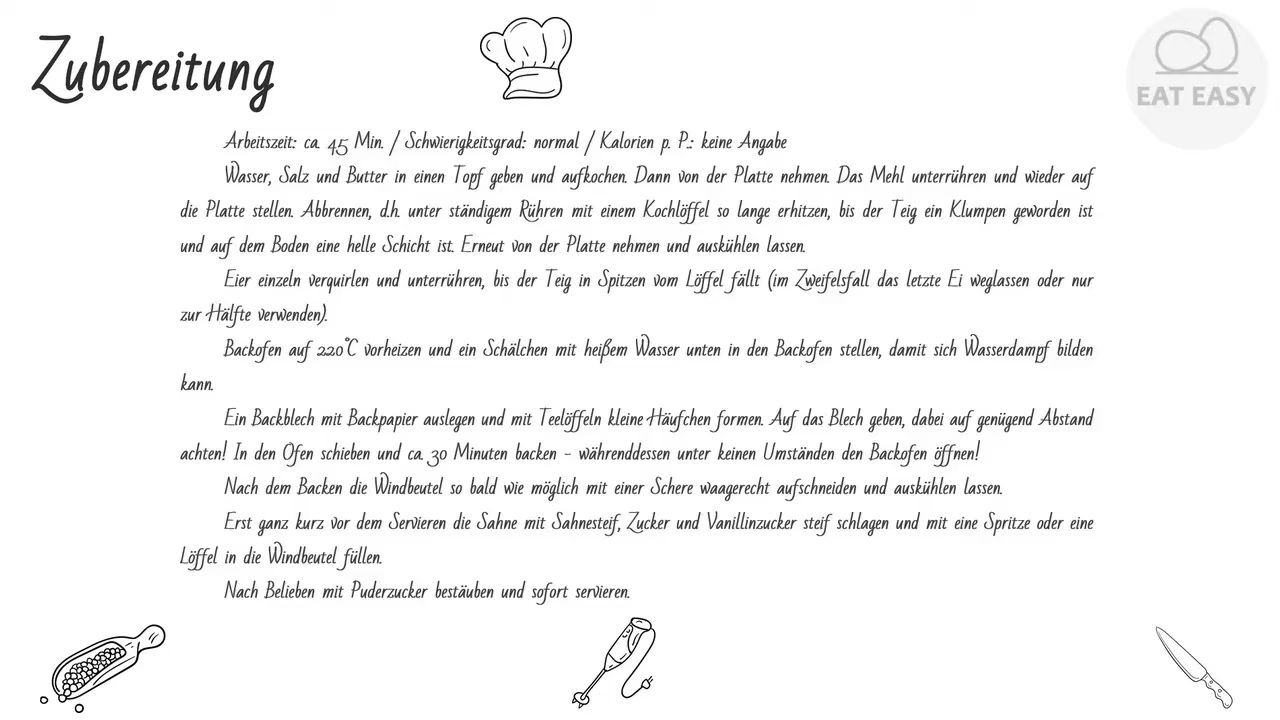 Zubereitung
EAT EASY
Arbeitszeit: ca. 45 Min. / Schwierigkeitsgrad: normal / Kalorien p. P.: keine Angabe
Wasser, Salz und Butter in einen Topf geben und aufkochen. Dann von der Platte nehmen. Das Mehl unterrühren und wieder auf
die Platte stellen. Abbrennen, d.h. unter ständigem Rühren mit einem Kochlöffel so lange erhitzen, bis der Teig ein Klumpen geworden ist
und auf dem Boden eine helle Schicht ist. Erneut von der Platte nehmen und auskühlen lassen.
Eier einzeln verquirlen und unterrühren, bis der Teig in Spitzen vom Löffel fällt (im Zweifelsfall das letzte Ei weglassen oder nur
zur Hälfte verwenden).
Backofen auf 220°C vorheizen und ein Schälchen mit heißem Wasser unten in den Backofen stellen, damit sich Wasserdampf bilden
kann.
Ein Backblech mit Backpapier auslegen und mit Teelöffeln kleine Häufchen formen. Auf das Blech geben, dabei auf genügend Abstand
achten! In den Ofen schieben und ca. 30 Minuten backen - währenddessen unter keinen Umständen den Backofen öffnen!
Nach dem Backen die Windbeutel so bald wie möglich mit einer Schere waagerecht aufschneiden und auskühlen lassen.
Erst ganz kurz vor dem Servieren die Sahne mit Sahnesteif, Zucker und Vanillinzucker steif schlagen und mit eine Spritze oder eine
Löffel in die Windbeutel füllen.
Nach Belieben mit Puderzucker bestäuben und sofort servieren.